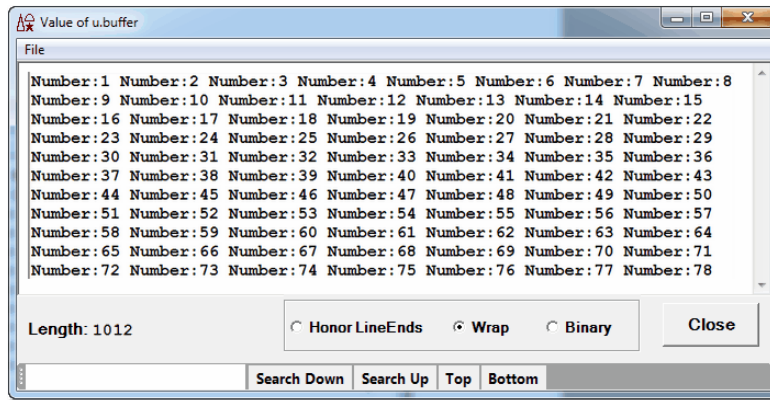 Value of u.buffer
File
Number:1 Number:2 Number:3 Number:4 Number:5 Number:6 Number:7 Number:8
Number:9 Number:10 Number:11 Number:12 Number:13 Number:14 Number:15
Number:16 Number:17 Number:18 Number:19 Number:20 Number:21 Number:22
Number:23 Number:24 Number:25 Number:26 Number:27 Number:28 Number:29
Number:30 Number:31 Number:32 Number:33 Number:34 Number:35 Number:36
Number:37 Number:38 Number:39 Number:40 Number:41 Number:42 Number:43
Number:44 Number:45 Number:46 Number:47 Number:48 Number:49 Number:50
Number:51 Number:52 Number:53 Number:54 Number:55 Number:56 Number:57
Number:58 Number:59 Number:60 Number:61 Number:62 Number:63 Number:64
Number:65 Number:66 Number:67 Number:68 Number:69 Number:70 Number:71
Number:72 Number:73 Number:74 Number:75 Number:76 Number:77 Number:78
Length: 1012 Honor LineEnds Wrap Binary Close
Search Down Search Up Top Bottom